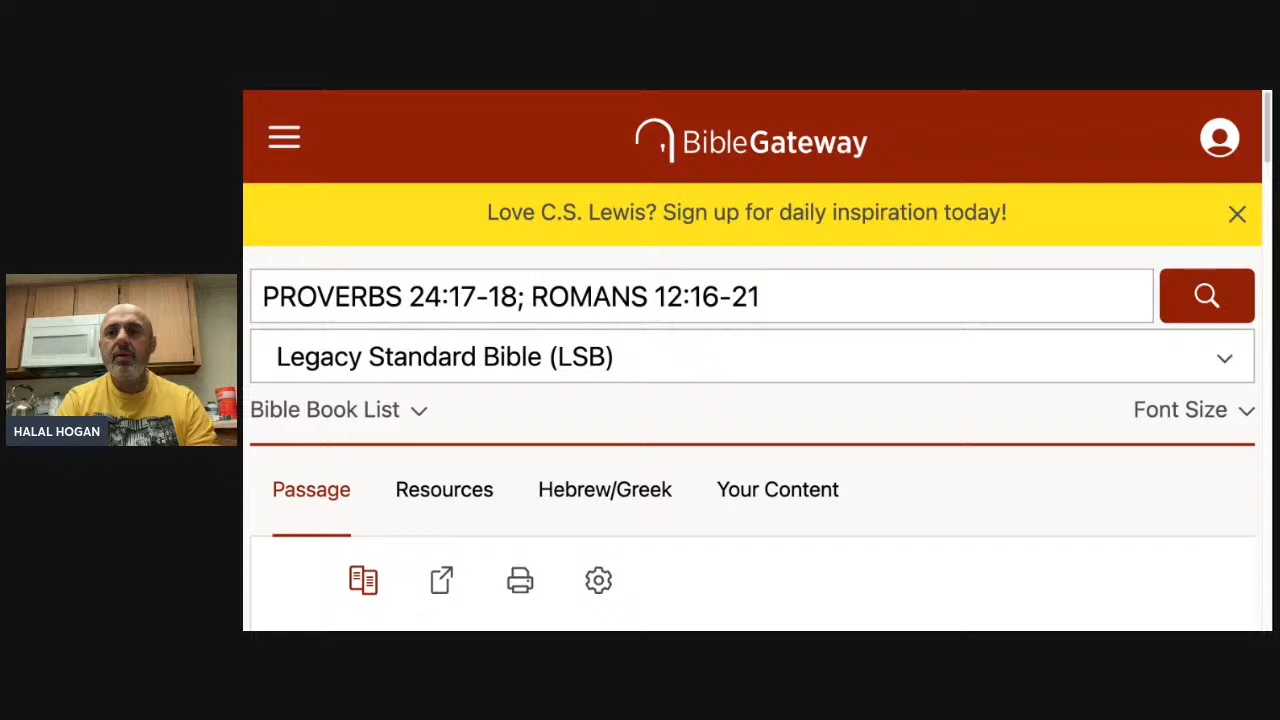 BibleGateway
Love C.S. Lewis? Sign up for daily inspiration today!
PROVERBS 24:17-18; ROMANS 12:16-21
Legacy Standard Bible (LSB)
Bible Book List
Font Size
Passage Resources Hebrew/Greek Your Content
HALAL HOGAN